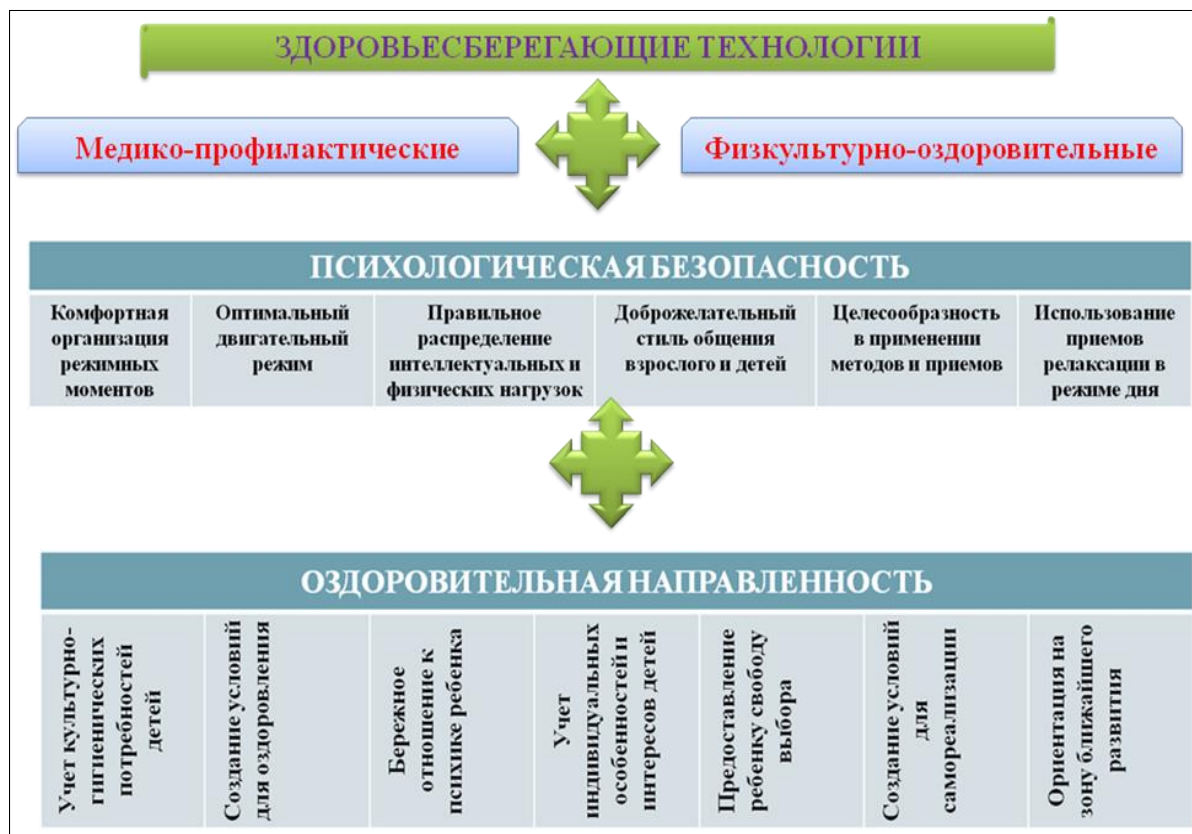 ЗДОРОВЬЕСБЕРЕГАЮЩИЕ ТЕХНОЛОГИИ
Медико-профилактические
Физкультурно-оздоровительные
ПСИХОЛОГИЧЕСКАЯ БЕЗОПАСНОСТЬ
Комфортная
организация
режимных
моментов
Оптимальный
двигательный
режим
Правильное
распределение
интеллектуальных и
физических нагрузок
Доброжелательный
стиль общения
взрослого и детей
Целесообразность
в применении
методов и приемов
Использование
приемов
релаксации в
режиме дня
ОЗДОРОВИТЕЛЬНАЯ НАПРАВЛЕННОСТЬ
Учет культурно-
гигиенических
потребностей
детей
Создание условий
для оздоровления
Бережное
отношение к
психике ребенка
Учет
индивидуальных
особенностей и
интересов детей
Предоставление
ребенку свободу
выбора
Создание условий
для
самореализации
Ориентация на
зону ближайшего
развития